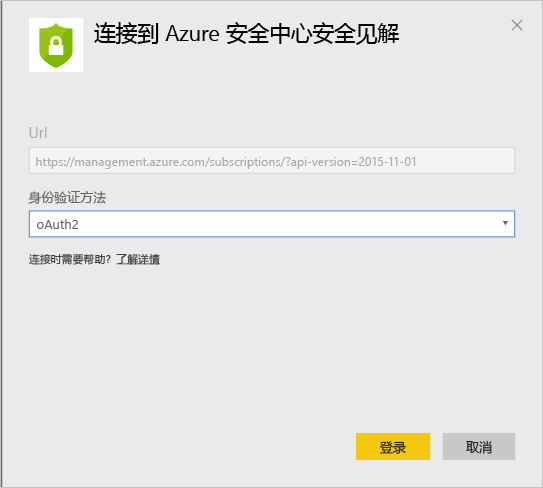 连接到 Azure 安全中心安全见解
Url
https://management.azure.com/subscriptions/?api-version=2015-11-01
身份验证方法
oAuth2
连接时需要帮助？了解详情
登录
取消